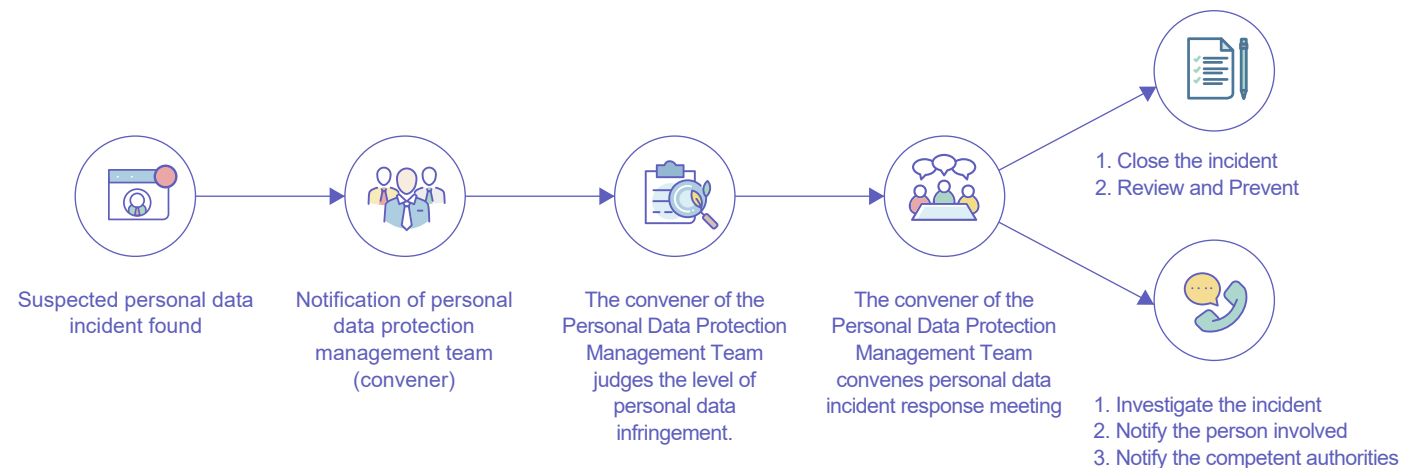 Suspected personal data
incident found
Notification of personal
data protection
management team
(convener)
The convener of the
Personal Data Protection
Management Team
judges the level of
personal data
infringement.
The convener of the
Personal Data Protection
Management Team
convenes personal data
incident response meeting
1. Close the incident
2. Review and Prevent
1. Investigate the incident
2. Notify the person involved
3. Notify the competent authorities